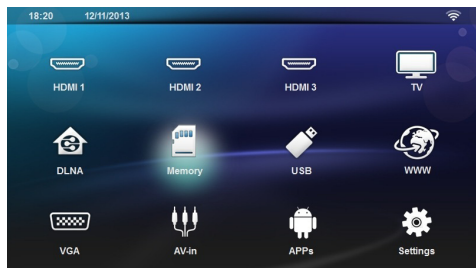 18:20 12/11/2013
HDMI 1 HDMI 2 HDMI 3 TV
DLNA Memory USB WWW
VGA AV-in APPs Settings